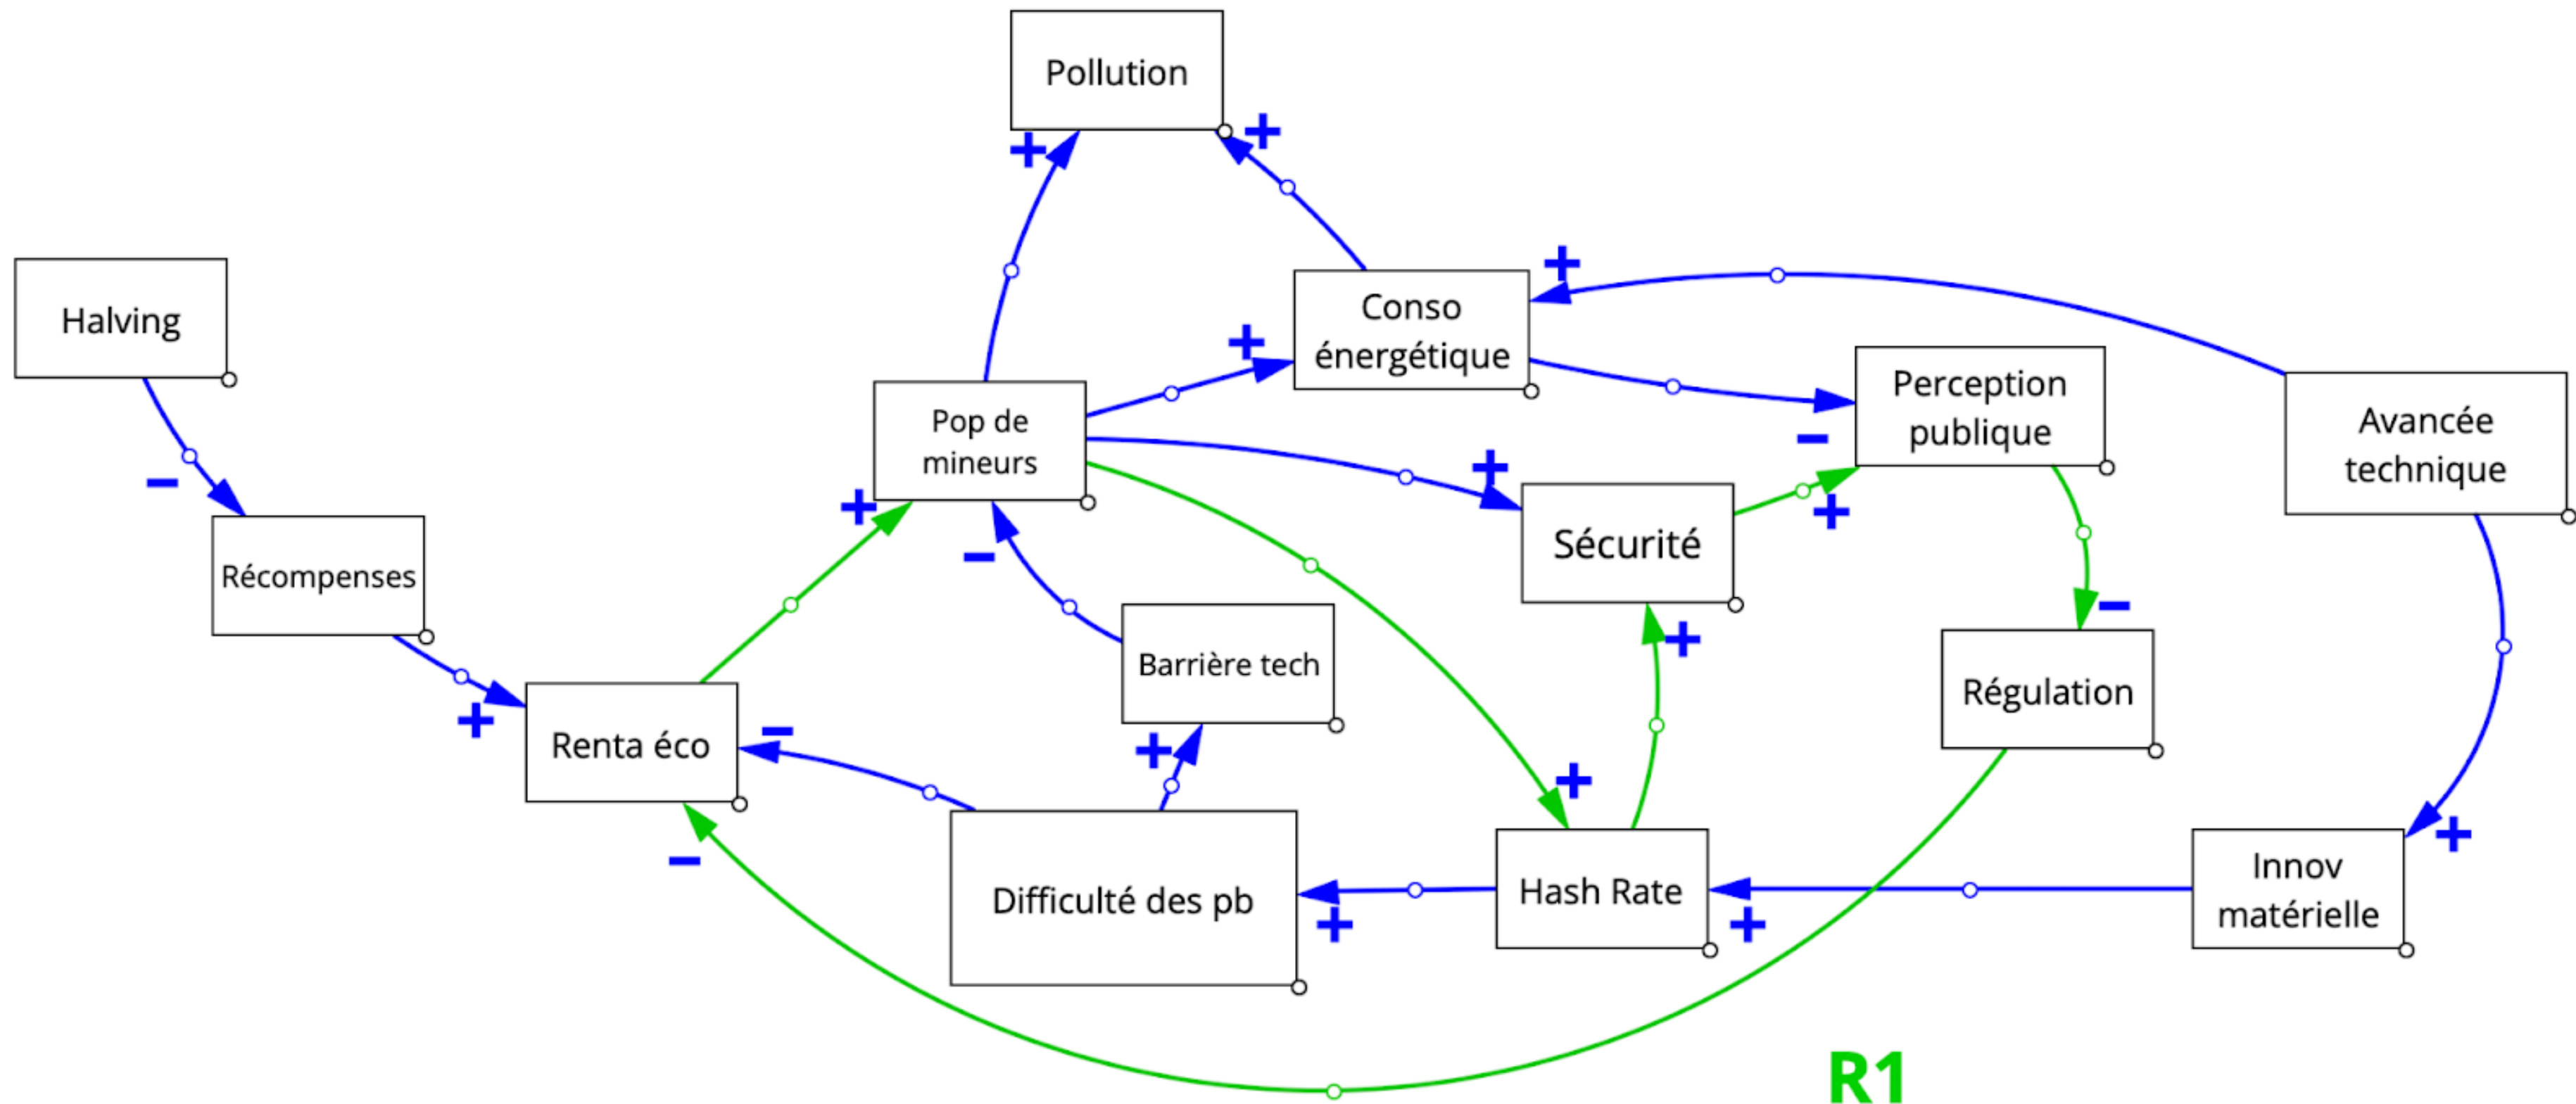 Pollution
+
+
Halving
+
Conso
énergétique
+
Perception
publique
Avancée
technique
Pop de
mineurs
−
+
−
+
Sécurité
+
+
−
Récompenses
−
+
Barrière tech
Régulation
+
Renta éco
−
+
+
−
Difficulté des pb
+
Hash Rate
+
Innov
matérielle
+
R1